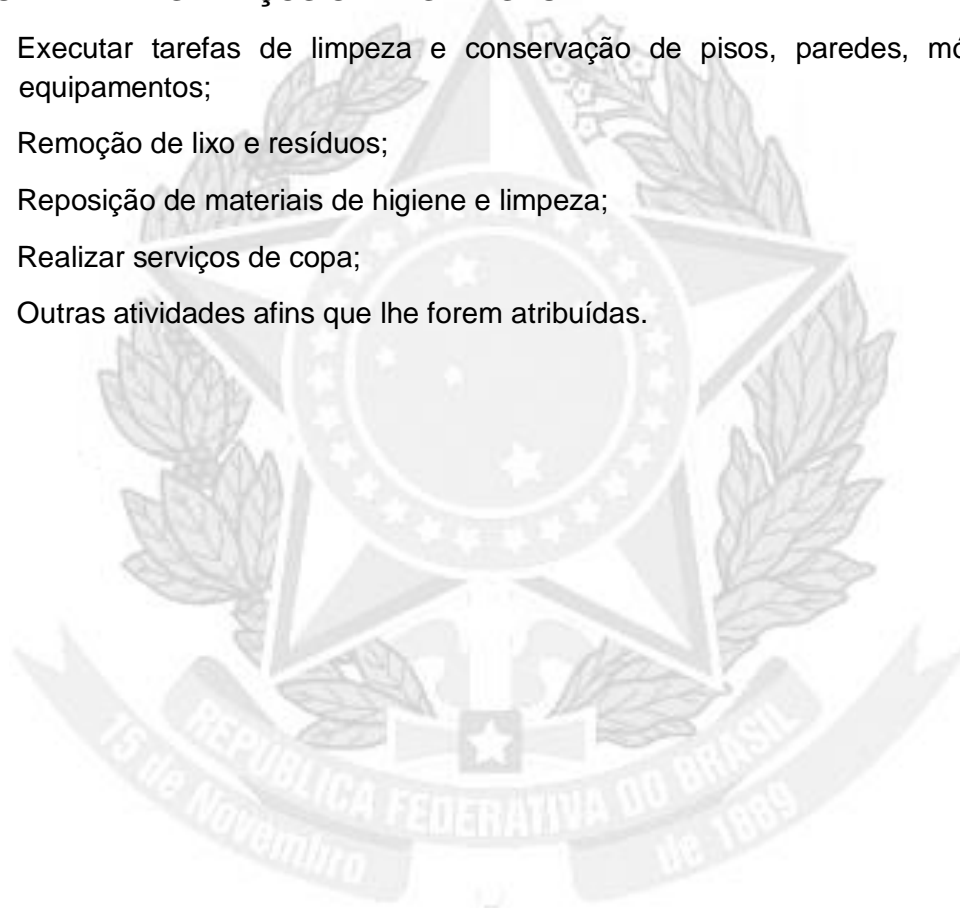 Executar tarefas de limpeza e conservação de pisos, paredes,
equipamentos;
Remoção de lixo e resíduos;
Reposição de materiais de higiene e limpeza;
Realizar serviços de copa;
Outras atividades afins que lhe forem atribuídas.
REPUBLICA FEDERATIVA DO BRASIL
15 de Novembro de 1889